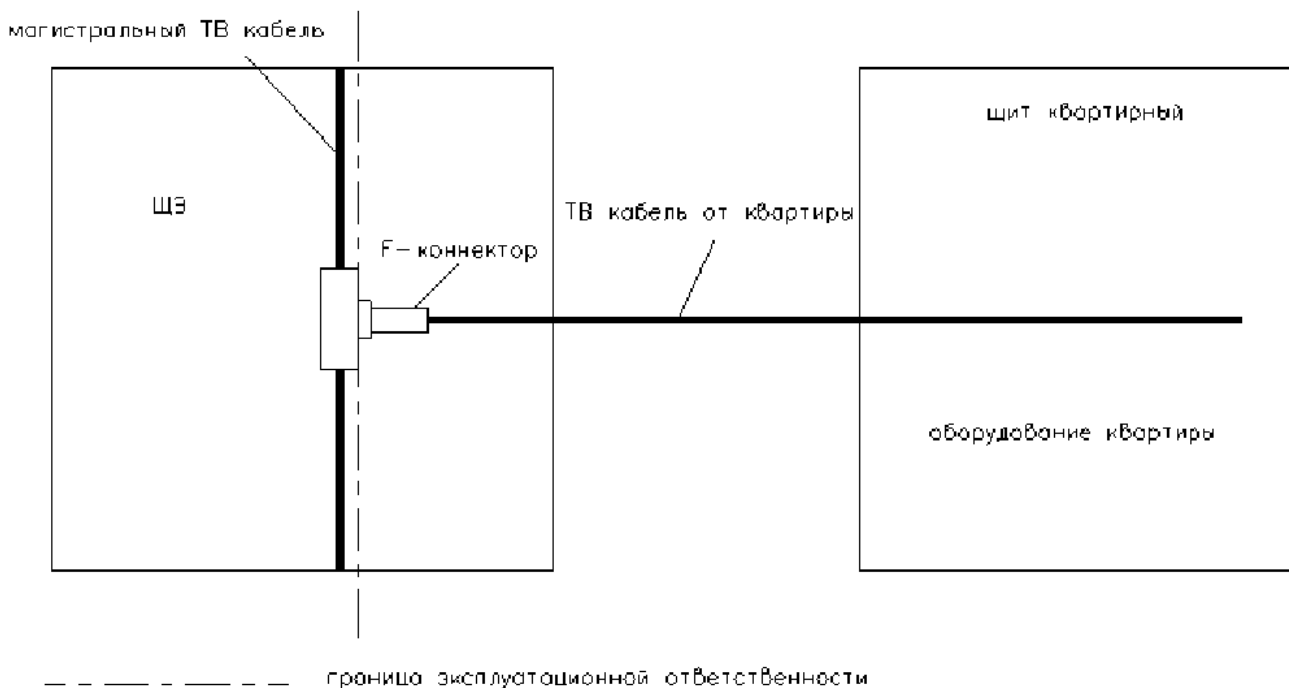 магистральный ТВ кабель
щит квартирный
ЩЭ
ТВ кабель от квартиры
F-коннектор
оборудование квартиры
граница эксплуатационной ответственности